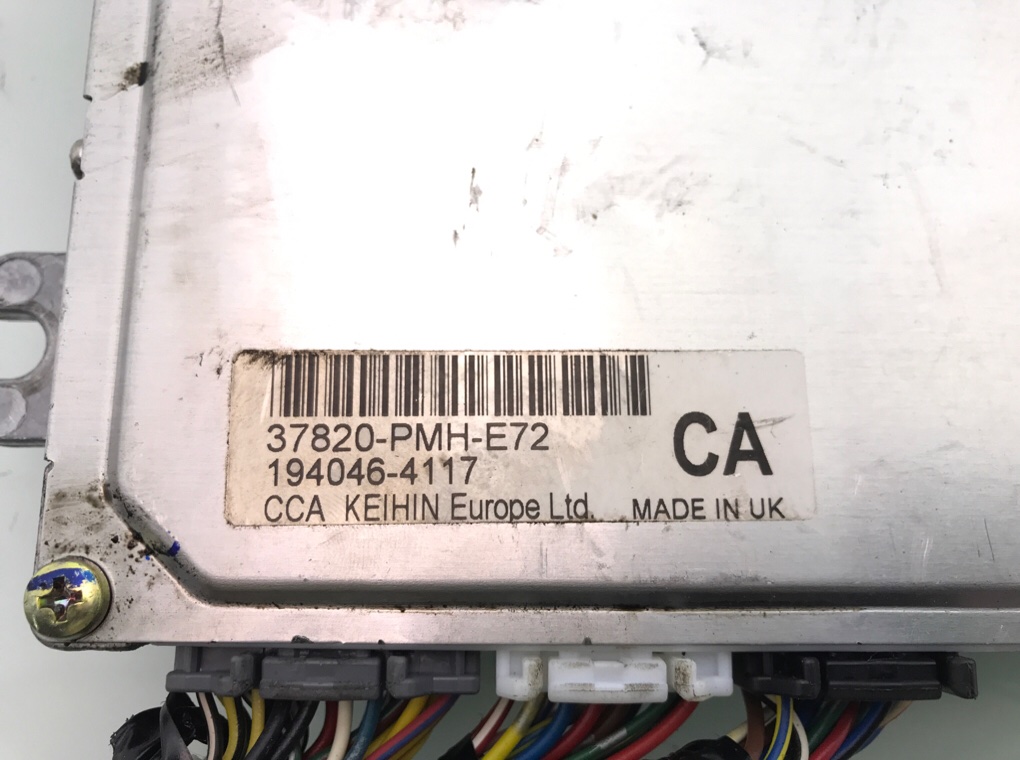 37820-PMH-E72
194046-4117
CA
CCA KEIHIN Europe Ltd. MADE IN UK